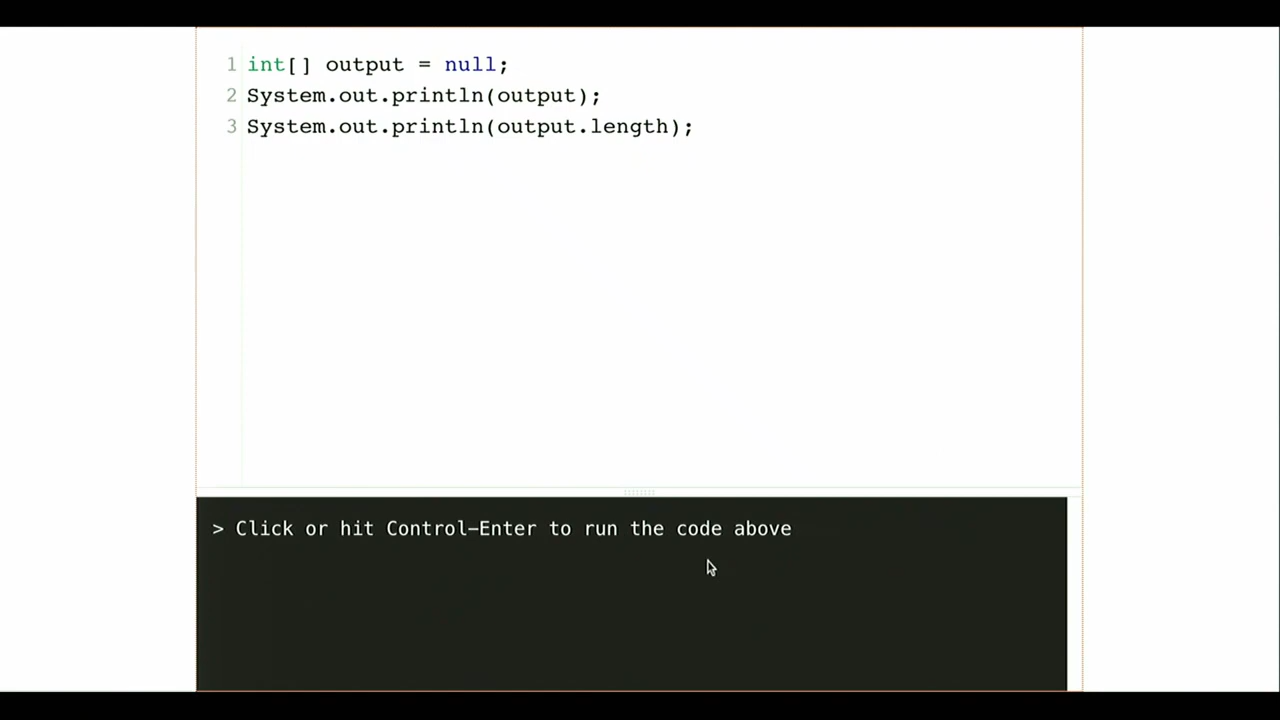 1 int[] output = null;
2 System.out.println(output);
3 System.out.println(output.length);
> Click or hit Control-Enter to run the code above